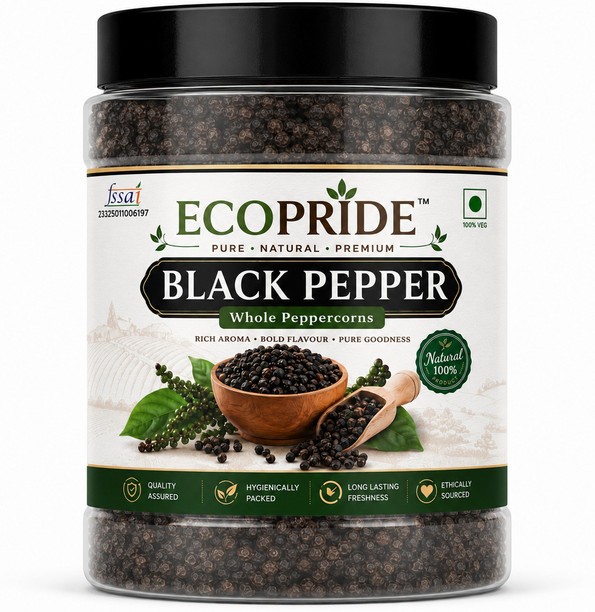 fssai
23325011006197
ECOPRIDE™
PURE • NATURAL • PREMIUM
100% VEG
BLACK PEPPER
Whole Peppercorns
RICH AROMA • BOLD FLAVOUR • PURE GOODNESS
Natural
100%
PRODUCT
QUALITY
ASSURED
HYGIENICALLY
PACKED
LONG LASTING
FRESHNESS
ETHICALLY
SOURCED